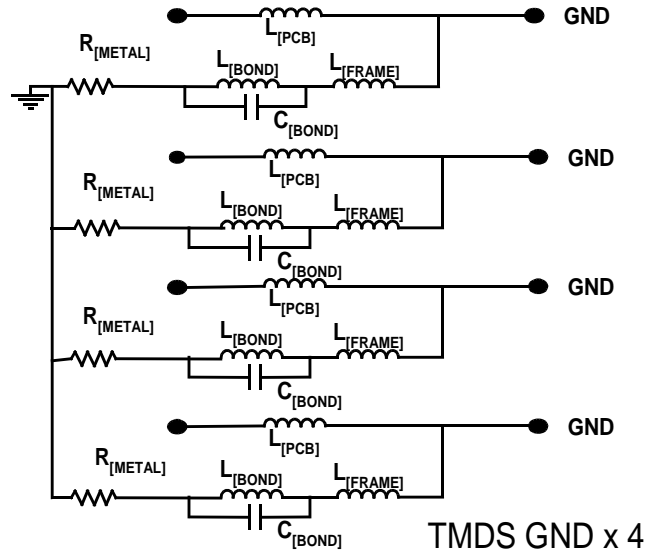 L[PCB] GND
R[METAL] L[BOND] L[FRAME]
C[BOND]
L[PCB] GND
R[METAL] L[BOND] L[FRAME]
C[BOND]
L[PCB] GND
R[METAL] L[BOND] L[FRAME]
C[BOND]
L[PCB] GND
R[METAL] L[BOND] L[FRAME]
C[BOND]
TMDS GND x 4